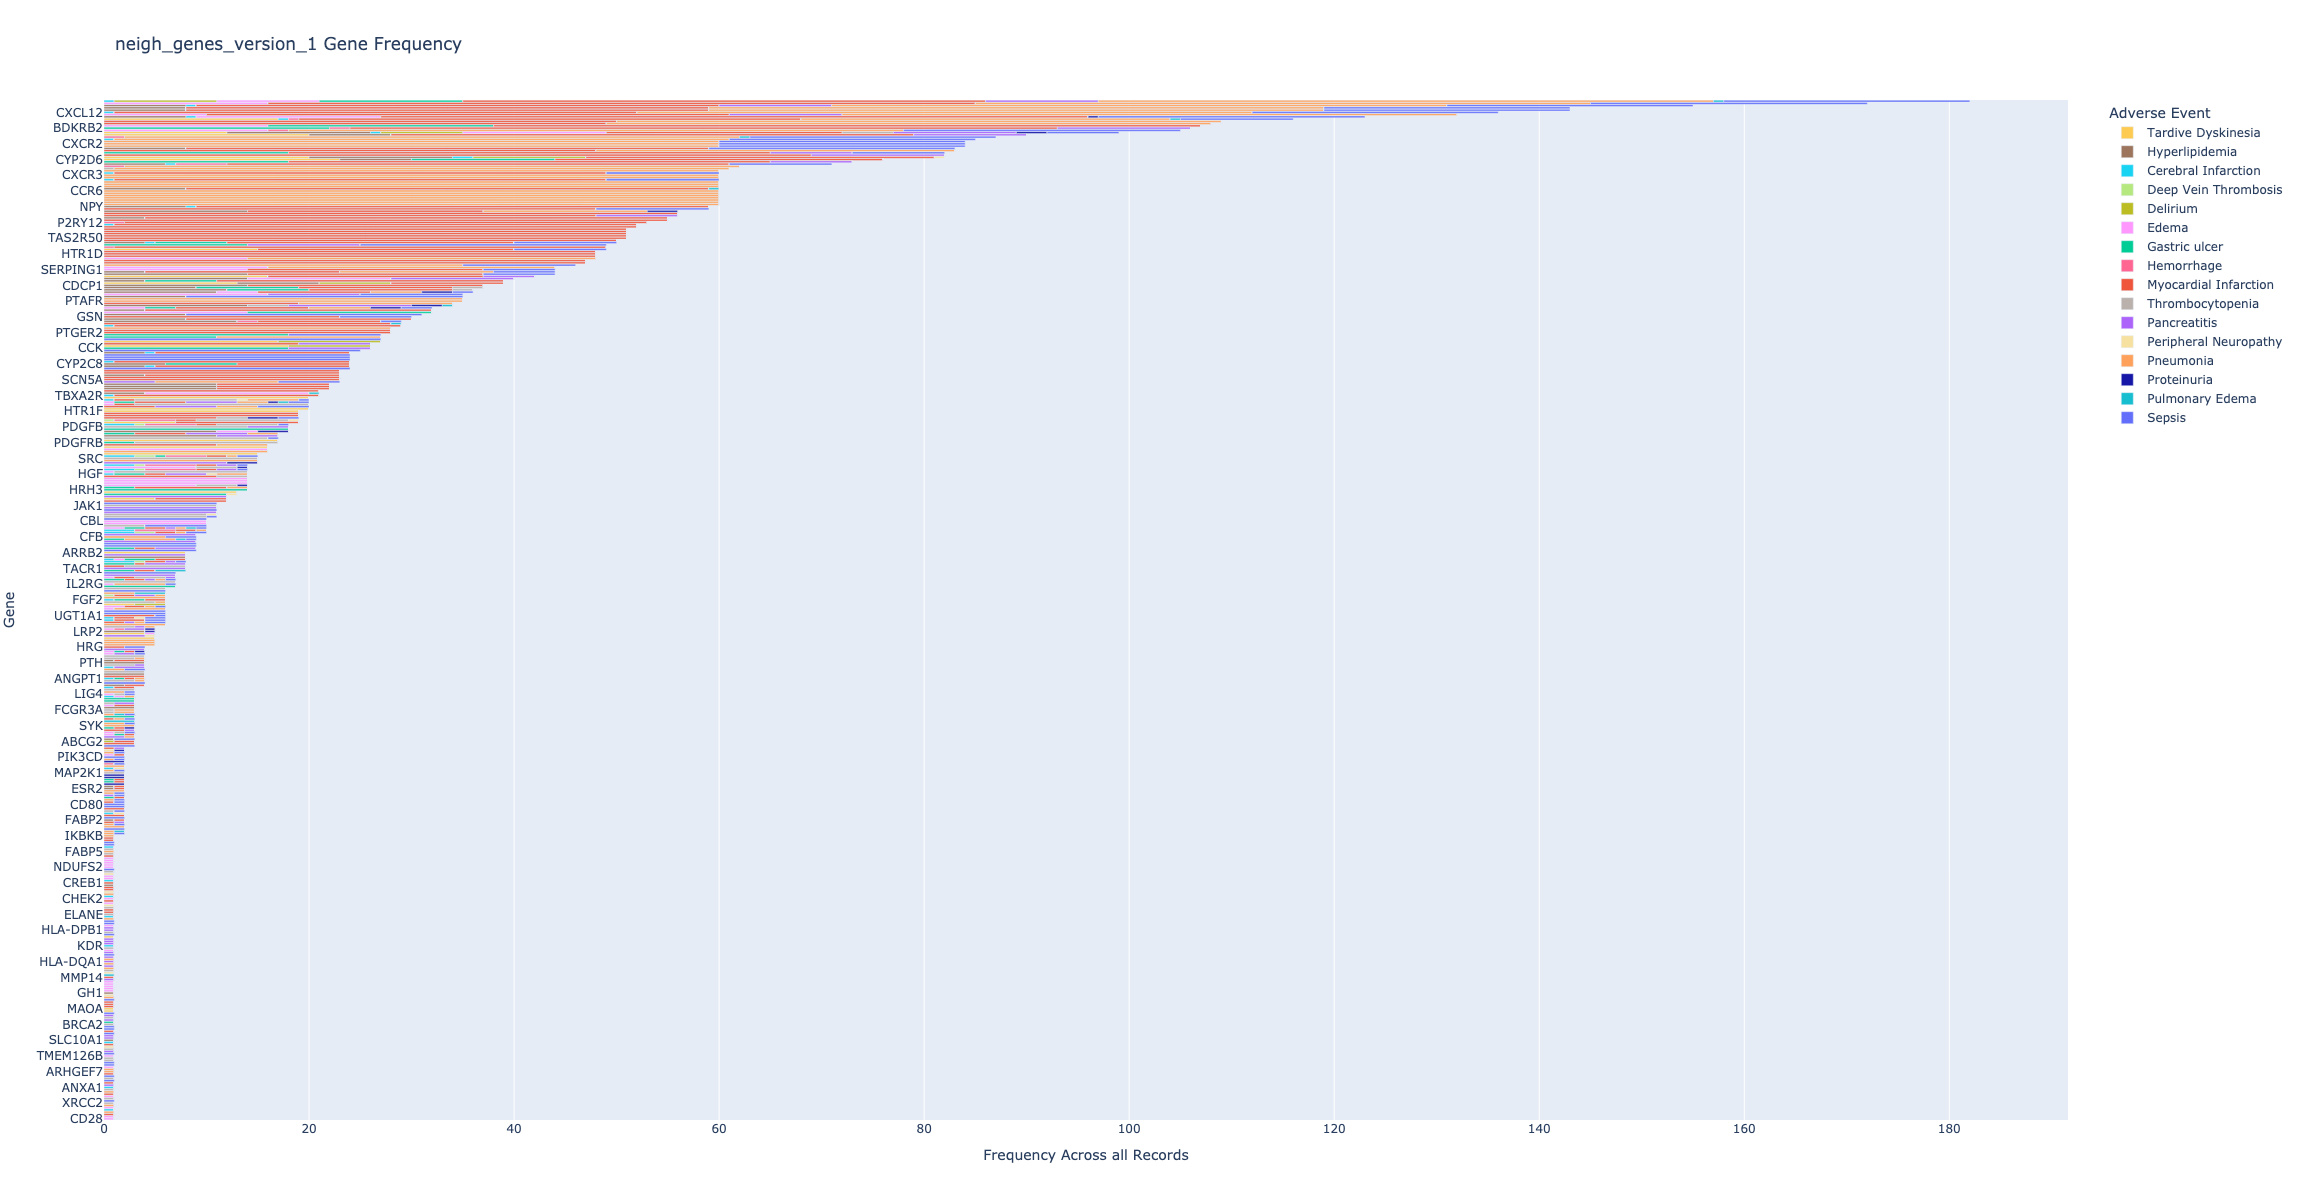 neigh_genes_version_1 Gene Frequency
CXCL12
BDKRB2
CXCR2
CYP2D6
CXCR3
CCR6
NPY
P2RY12
TAS2R50
HTR1D
SERPING1
CDCP1
PTAFR
GSN
PTGER2
CCK
CYP2C8
SCN5A
TBXA2R
HTR1F
PDGFB
PDGFRB
SRC
HGF
HRH3
JAK1
CBL
CFB
ARRB2
TACR1
IL2RG
FGF2
UGT1A1
LRP2
HRG
PTH
ANGPT1
LIG4
FCGR3A
SYK
ABCG2
PIK3CD
MAP2K1
ESR2
CD80
FABP2
IKBKB
FABP5
NDUFS2
CREB1
CHEK2
ELANE
HLA-DPB1
KDR
HLA-DQA1
MMP14
GH1
MAOA
BRCA2
SLC10A1
TMEM126B
ARHGEF7
ANXA1
XRCC2
CD28
Gene
0 20 40 60 80 100 120 140 160 180
Frequency Across all Records
Adverse Event
Tardive Dyskinesia
Hyperlipidemia
Cerebral Infarction
Deep Vein Thrombosis
Delirium
Edema
Gastric ulcer
Hemorrhage
Myocardial Infarction
Thrombocytopenia
Pancreatitis
Peripheral Neuropathy
Pneumonia
Proteinuria
Pulmonary Edema
Sepsis